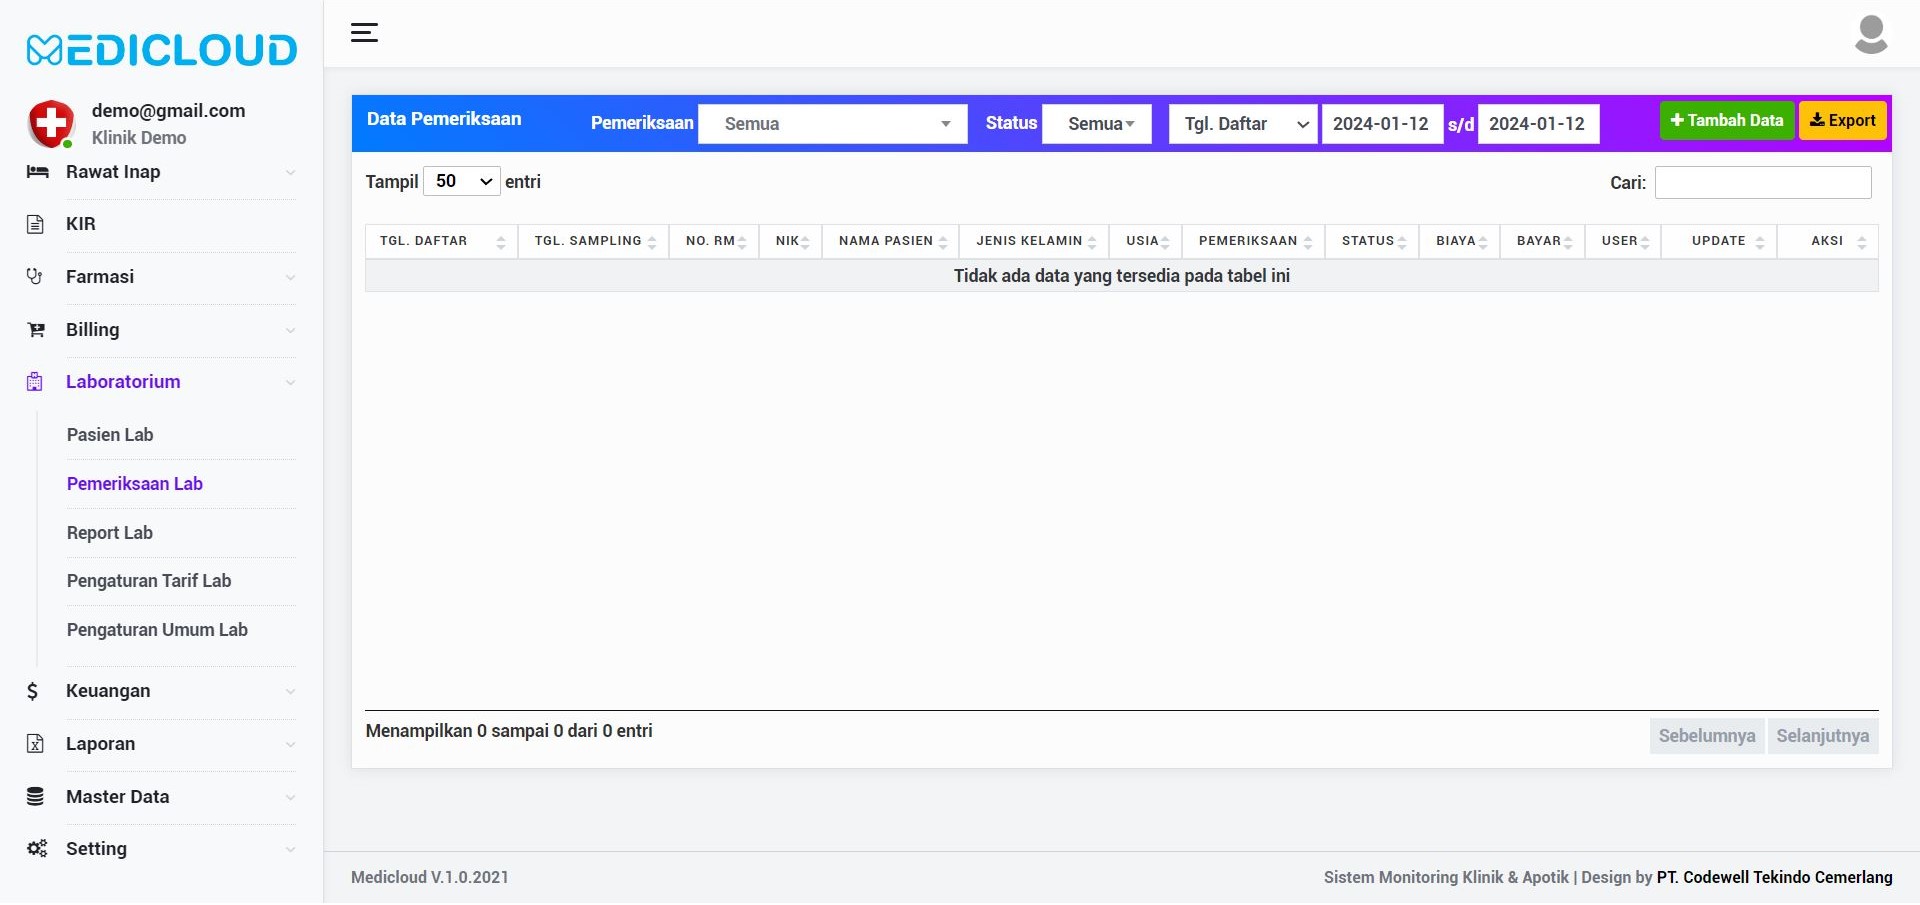 MEDICLOUD
demo@gmail.com
Klinik Demo
Rawat Inap
KIR
Farmasi
Billing
Laboratorium
Pasien Lab
Pemeriksaan Lab
Report Lab
Pengaturan Tarif Lab
Pengaturan Umum Lab
Keuangan
Laporan
Master Data
Setting
Data Pemeriksaan Pemeriksaan Semua Status Semua Tgl. Daftar 2024-01-12 s/d 2024-01-12 Tambah Data Export
Tampil 50 entri Cari:
TGL. DAFTAR TGL. SAMPLING NO. RM NIK NAMA PASIEN JENIS KELAMIN USIA PEMERIKSAAN STATUS BIAYA BAYAR USER UPDATE AKSI
Tidak ada data yang tersedia pada tabel ini
Menampilkan 0 sampai 0 dari 0 entri Sebelumnya Selanjutnya
Medicloud V.1.0.2021 Sistem Monitoring Klinik & Apotik | Design by PT. Codewell Tekindo Cemerlang